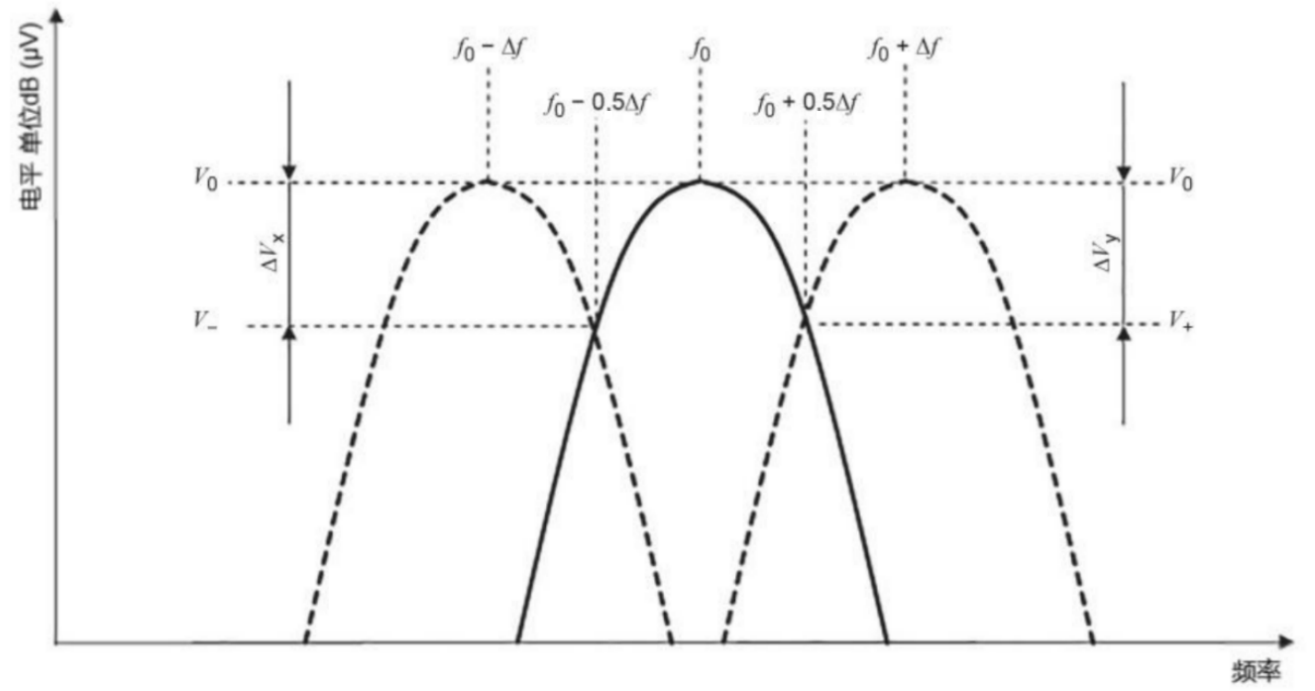 电平 单位dB (μV)
f₀ − Δf
f₀
f₀ + Δf
f₀ − 0.5Δf
f₀ + 0.5Δf
V₀
V₀
ΔVₓ
ΔV_y
V₋
V₊
频率